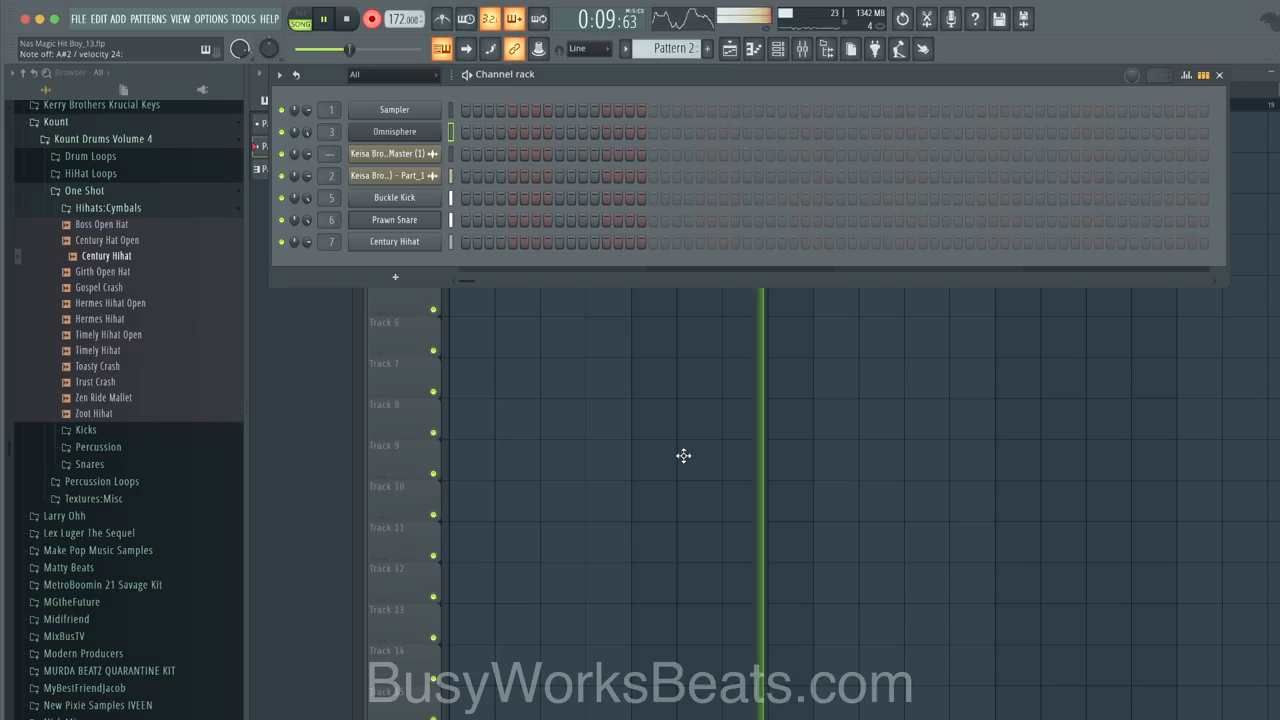 FILE EDIT ADD PATTERNS VIEW OPTIONS TOOLS HELP
SONG
172.000
32.
0:09:63
M:S:CS
23
1342 MB
4
Nas Magic Hit Boy_13.flp
Note off: A#2 / velocity 24:
Line
Pattern 2
Browser All
All
Channel rack
Kerry Brothers Krucial Keys
Kount
Kount Drums Volume 4
Drum Loops
HiHat Loops
One Shot
Hihats:Cymbals
Boss Open Hat
Century Hat Open
Century Hihat
Girth Open Hat
Gospel Crash
Hermes Hihat Open
Hermes Hihat
Timely Hihat Open
Timely Hihat
Toasty Crash
Trust Crash
Zen Ride Mallet
Zoot Hihat
Kicks
Percussion
Snares
Percussion Loops
Textures:Misc
Larry Ohh
Lex Luger The Sequel
Make Pop Music Samples
Matty Beats
MetroBoomin 21 Savage Kit
MGtheFuture
Midifriend
MixBusTV
Modern Producers
MURDA BEATZ QUARANTINE KIT
MyBestFriendJacob
New Pixie Samples IVEEN
1 Sampler
3 Omnisphere
Keisa Bro..Master (1)
2 Keisa Bro..) - Part_1
5 Buckle Kick
6 Prawn Snare
7 Century Hihat
19
Track 6
Track 7
Track 8
Track 9
Track 10
Track 11
Track 12
Track 13
Track 14
BusyWorksBeats.com